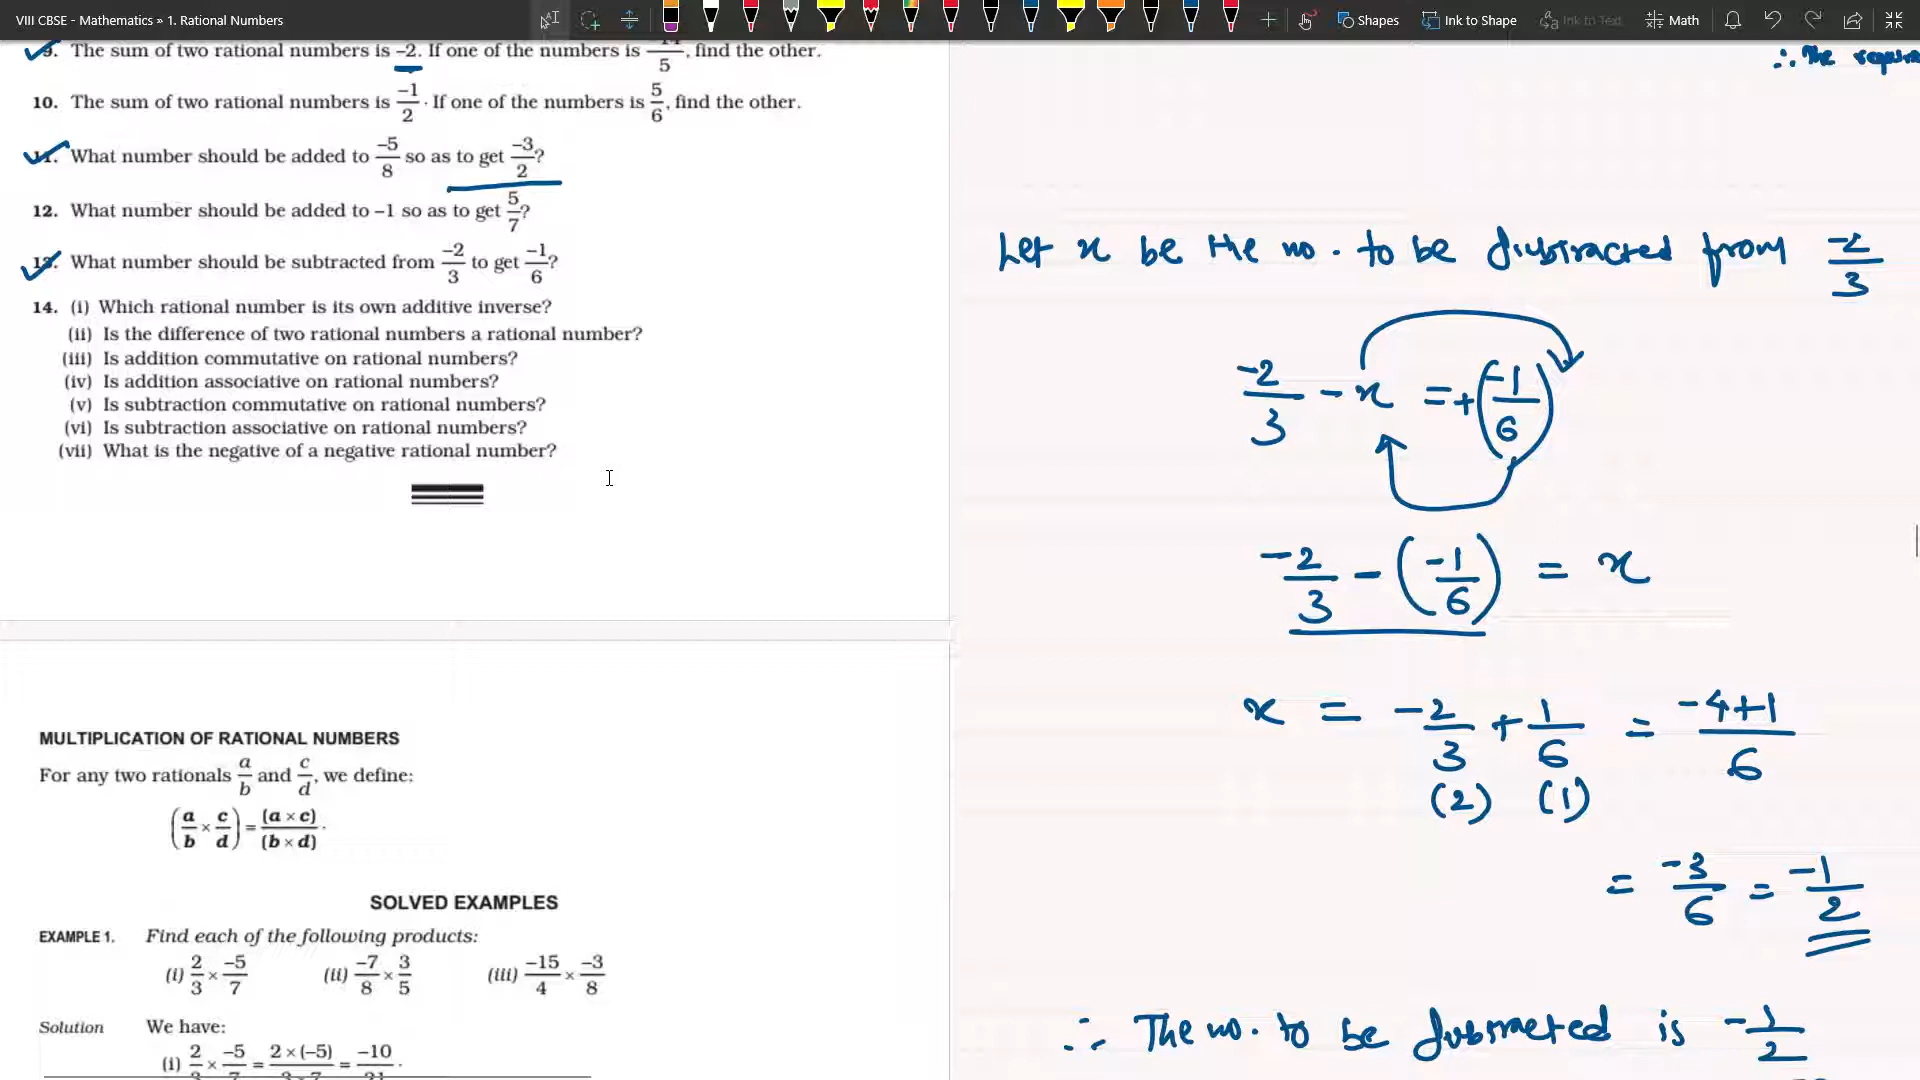 VIII CBSE - Mathematics » 1. Rational Numbers
Shapes Ink to Shape Ink to Text Math
9. The sum of two rational numbers is –2. If one of the numbers is /5, find the other.
10. The sum of two rational numbers is -1/2. If one of the numbers is 5/6, find the other.
11. What number should be added to -5/8 so as to get -3/2?
12. What number should be added to –1 so as to get 5/7?
13. What number should be subtracted from -2/3 to get -1/6?
14. (i) Which rational number is its own additive inverse?
(ii) Is the difference of two rational numbers a rational number?
(iii) Is addition commutative on rational numbers?
(iv) Is addition associative on rational numbers?
(v) Is subtraction commutative on rational numbers?
(vi) Is subtraction associative on rational numbers?
(vii) What is the negative of a negative rational number?
MULTIPLICATION OF RATIONAL NUMBERS
For any two rationals a/b and c/d, we define:
(a/b × c/d) = (a × c)/(b × d).
SOLVED EXAMPLES
EXAMPLE 1. Find each of the following products:
(i) 2/3 × -5/7 (ii) -7/8 × 3/5 (iii) -15/4 × -3/8
Solution We have:
(i) 2/3 × -5/7 = 2 × (-5)/3 × 7 = -10/21.
∴ The
Let x be the no. to be subtracted from -2/3
-2/3 - x = + (-1/6)
-2/3 - (-1/6) = x
x = -2/3 + 1/6 = -4+1/6
(2) (1)
= -3/6 = -1/2
∴ The no. to be subtracted is -1/2